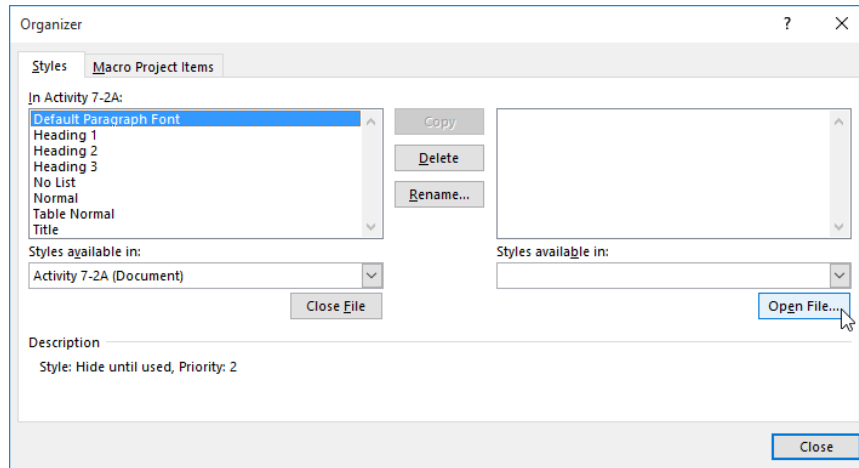 Organizer
?
Styles
Macro Project Items
In Activity 7-2A:
Default Paragraph Font
Heading 1
Heading 2
Heading 3
No List
Normal
Table Normal
Title
Copy
Delete
Rename...
Styles available in:
Activity 7-2A (Document)
Close File
Styles available in:
Open File...
Description
Style: Hide until used, Priority: 2
Close